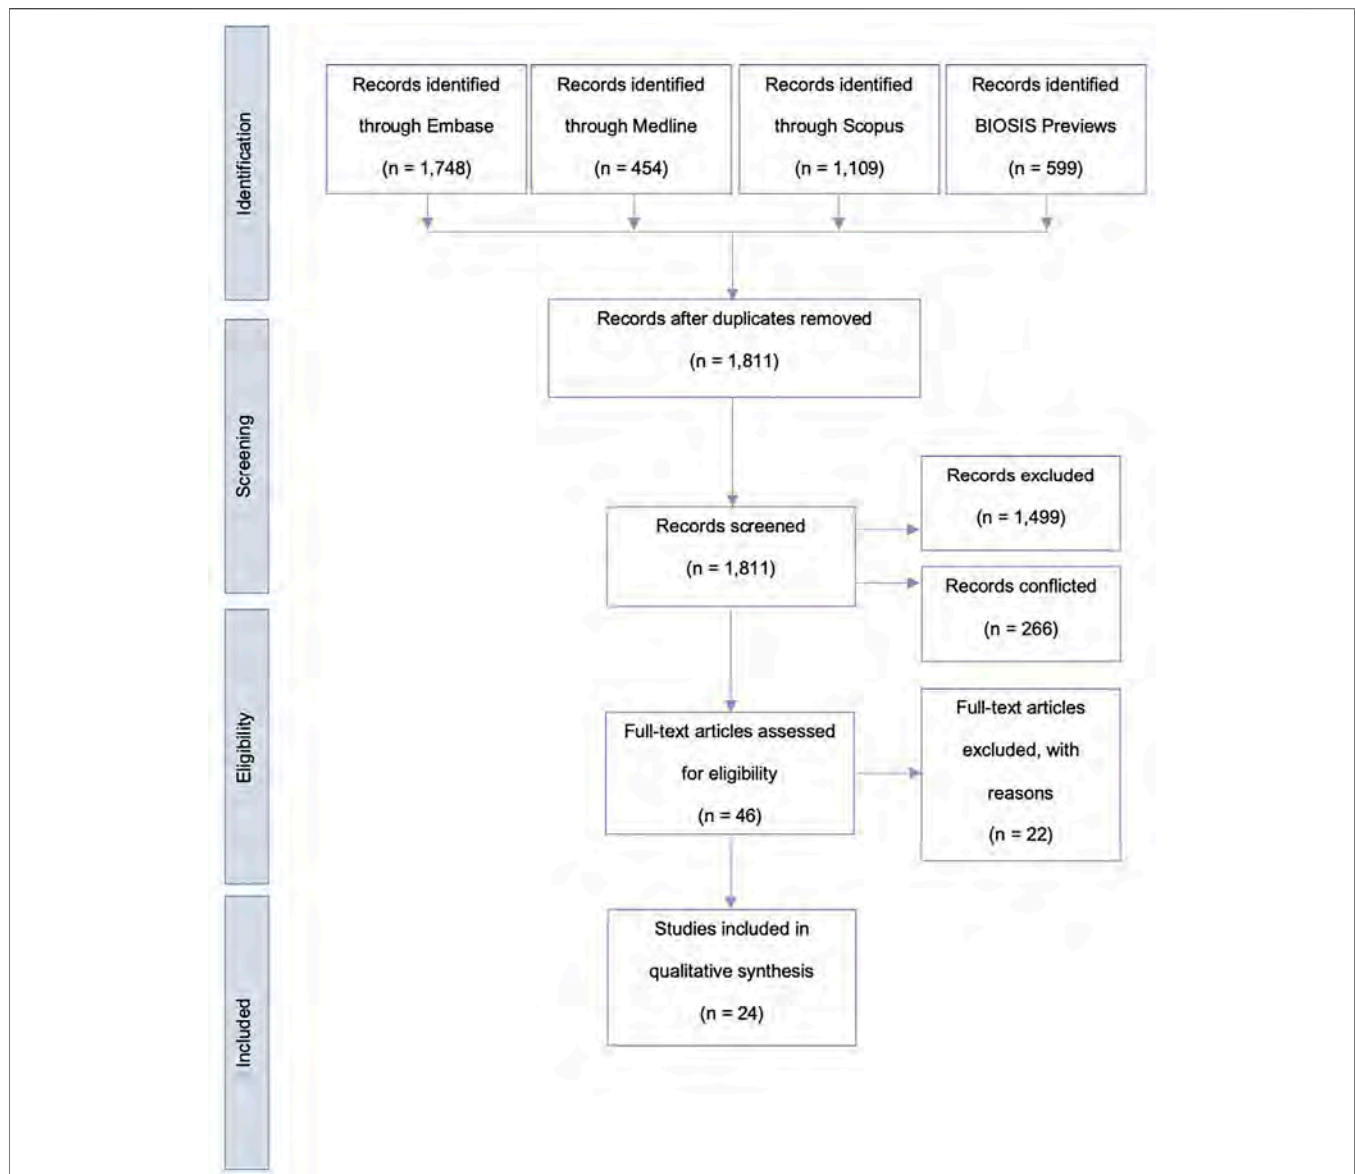 Identification
Records identified
through Embase
(n = 1,748)
Records identified
through Medline
(n = 454)
Records identified
through Scopus
(n = 1,109)
Records identified
BIOSIS Previews
(n = 599)
Screening
Records after duplicates removed
(n = 1,811)
Records screened
(n = 1,811)
Records excluded
(n = 1,499)
Records conflicted
(n = 266)
Eligibility
Full-text articles assessed
for eligibility
(n = 46)
Full-text articles
excluded, with
reasons
(n = 22)
Included
Studies included in
qualitative synthesis
(n = 24)